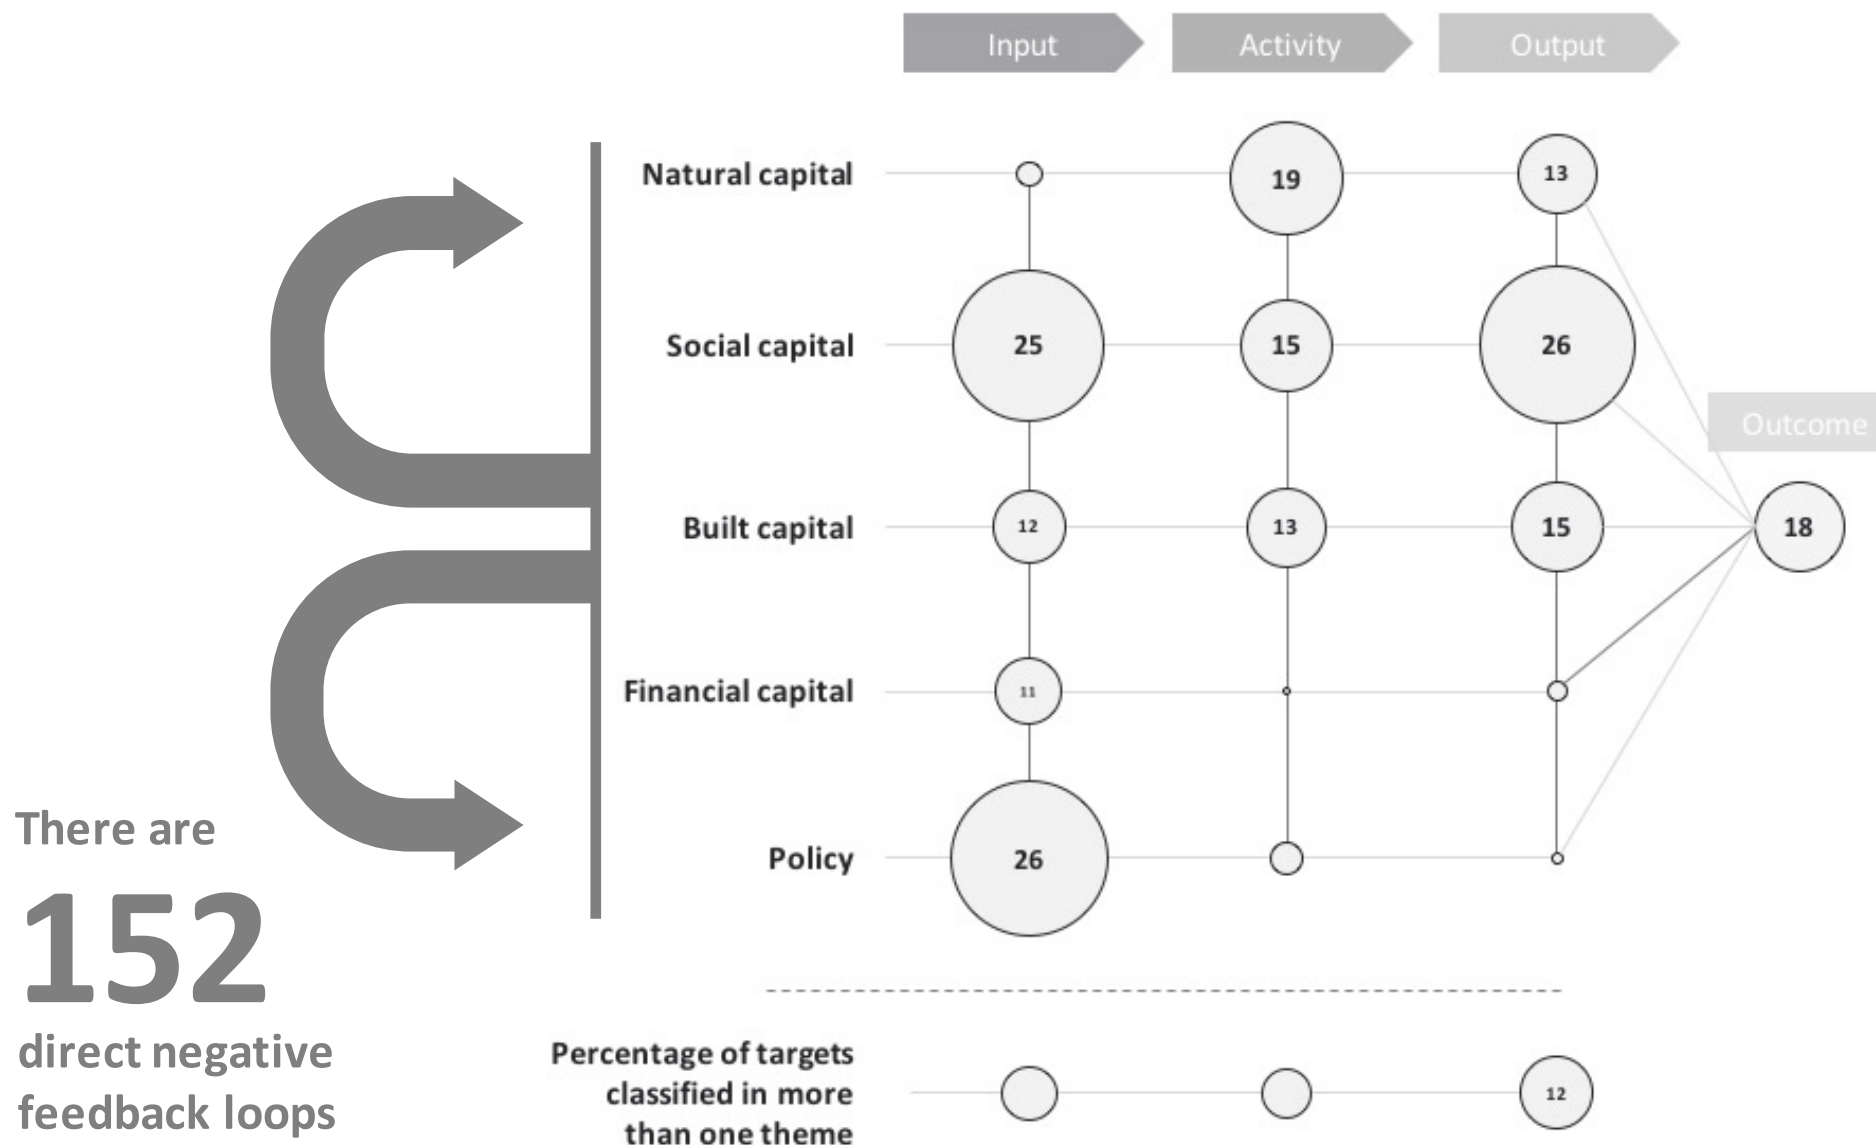 Input Activity Output
Natural capital 19 13
Social capital 25 15 26
Outcome
Built capital 12 13 15 18
Financial capital 11
There are
Policy 26
152
direct negative
feedback loops
Percentage of targets
classified in more
than one theme
12